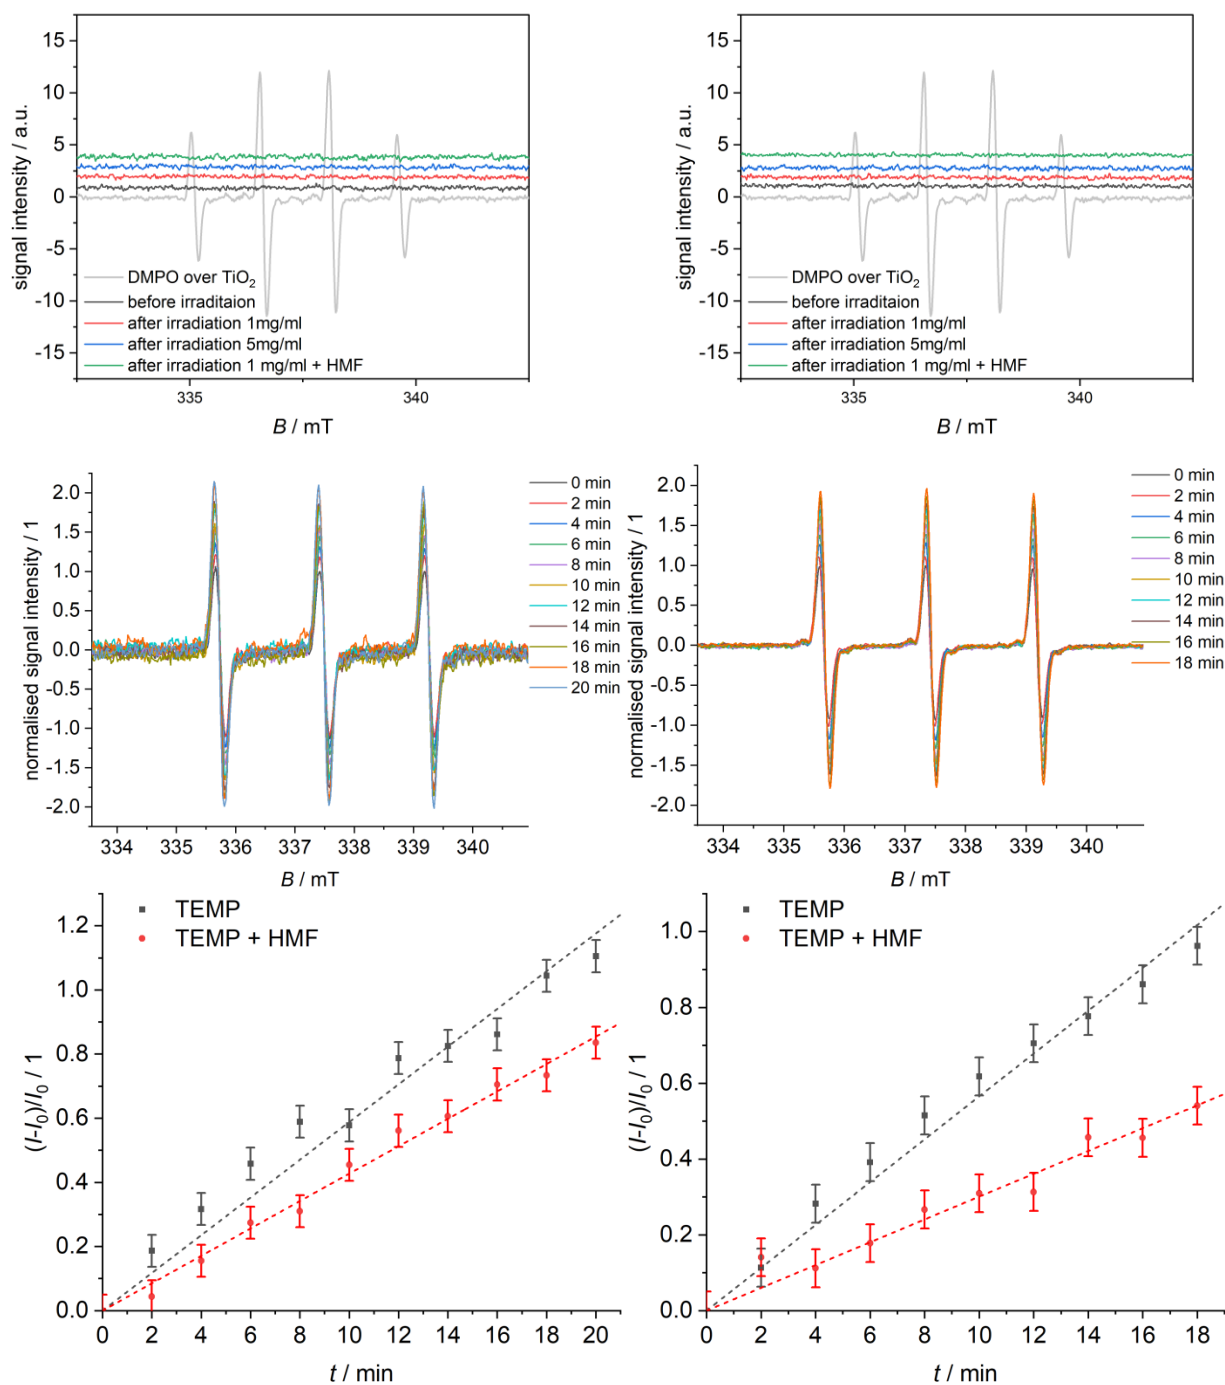 signal intensity / a.u.
15
10
5
0
-5
-10
-15
DMPO over TiO₂
before irraditaion
after irradiation 1mg/ml
after irradiation 5mg/ml
after irradiation 1 mg/ml + HMF
335
340
B / mT
signal intensity / a.u.
15
10
5
0
-5
-10
-15
DMPO over TiO₂
before irraditaion
after irradiation 1mg/ml
after irradiation 5mg/ml
after irradiation 1 mg/ml + HMF
335
340
B / mT
normalised signal intensity / 1
2.0
1.5
1.0
0.5
0.0
-0.5
-1.0
-1.5
-2.0
0 min
2 min
4 min
6 min
8 min
10 min
12 min
14 min
16 min
18 min
20 min
334 335 336 337 338 339 340
B / mT
normalised signal intensity / 1
2.0
1.5
1.0
0.5
0.0
-0.5
-1.0
-1.5
-2.0
0 min
2 min
4 min
6 min
8 min
10 min
12 min
14 min
16 min
18 min
334 335 336 337 338 339 340
B / mT
(I-I₀)/I₀ / 1
1.2
1.0
0.8
0.6
0.4
0.2
0.0
TEMP
TEMP + HMF
0 2 4 6 8 10 12 14 16 18 20
t / min
(I-I₀)/I₀ / 1
1.0
0.8
0.6
0.4
0.2
0.0
TEMP
TEMP + HMF
0 2 4 6 8 10 12 14 16 18
t / min